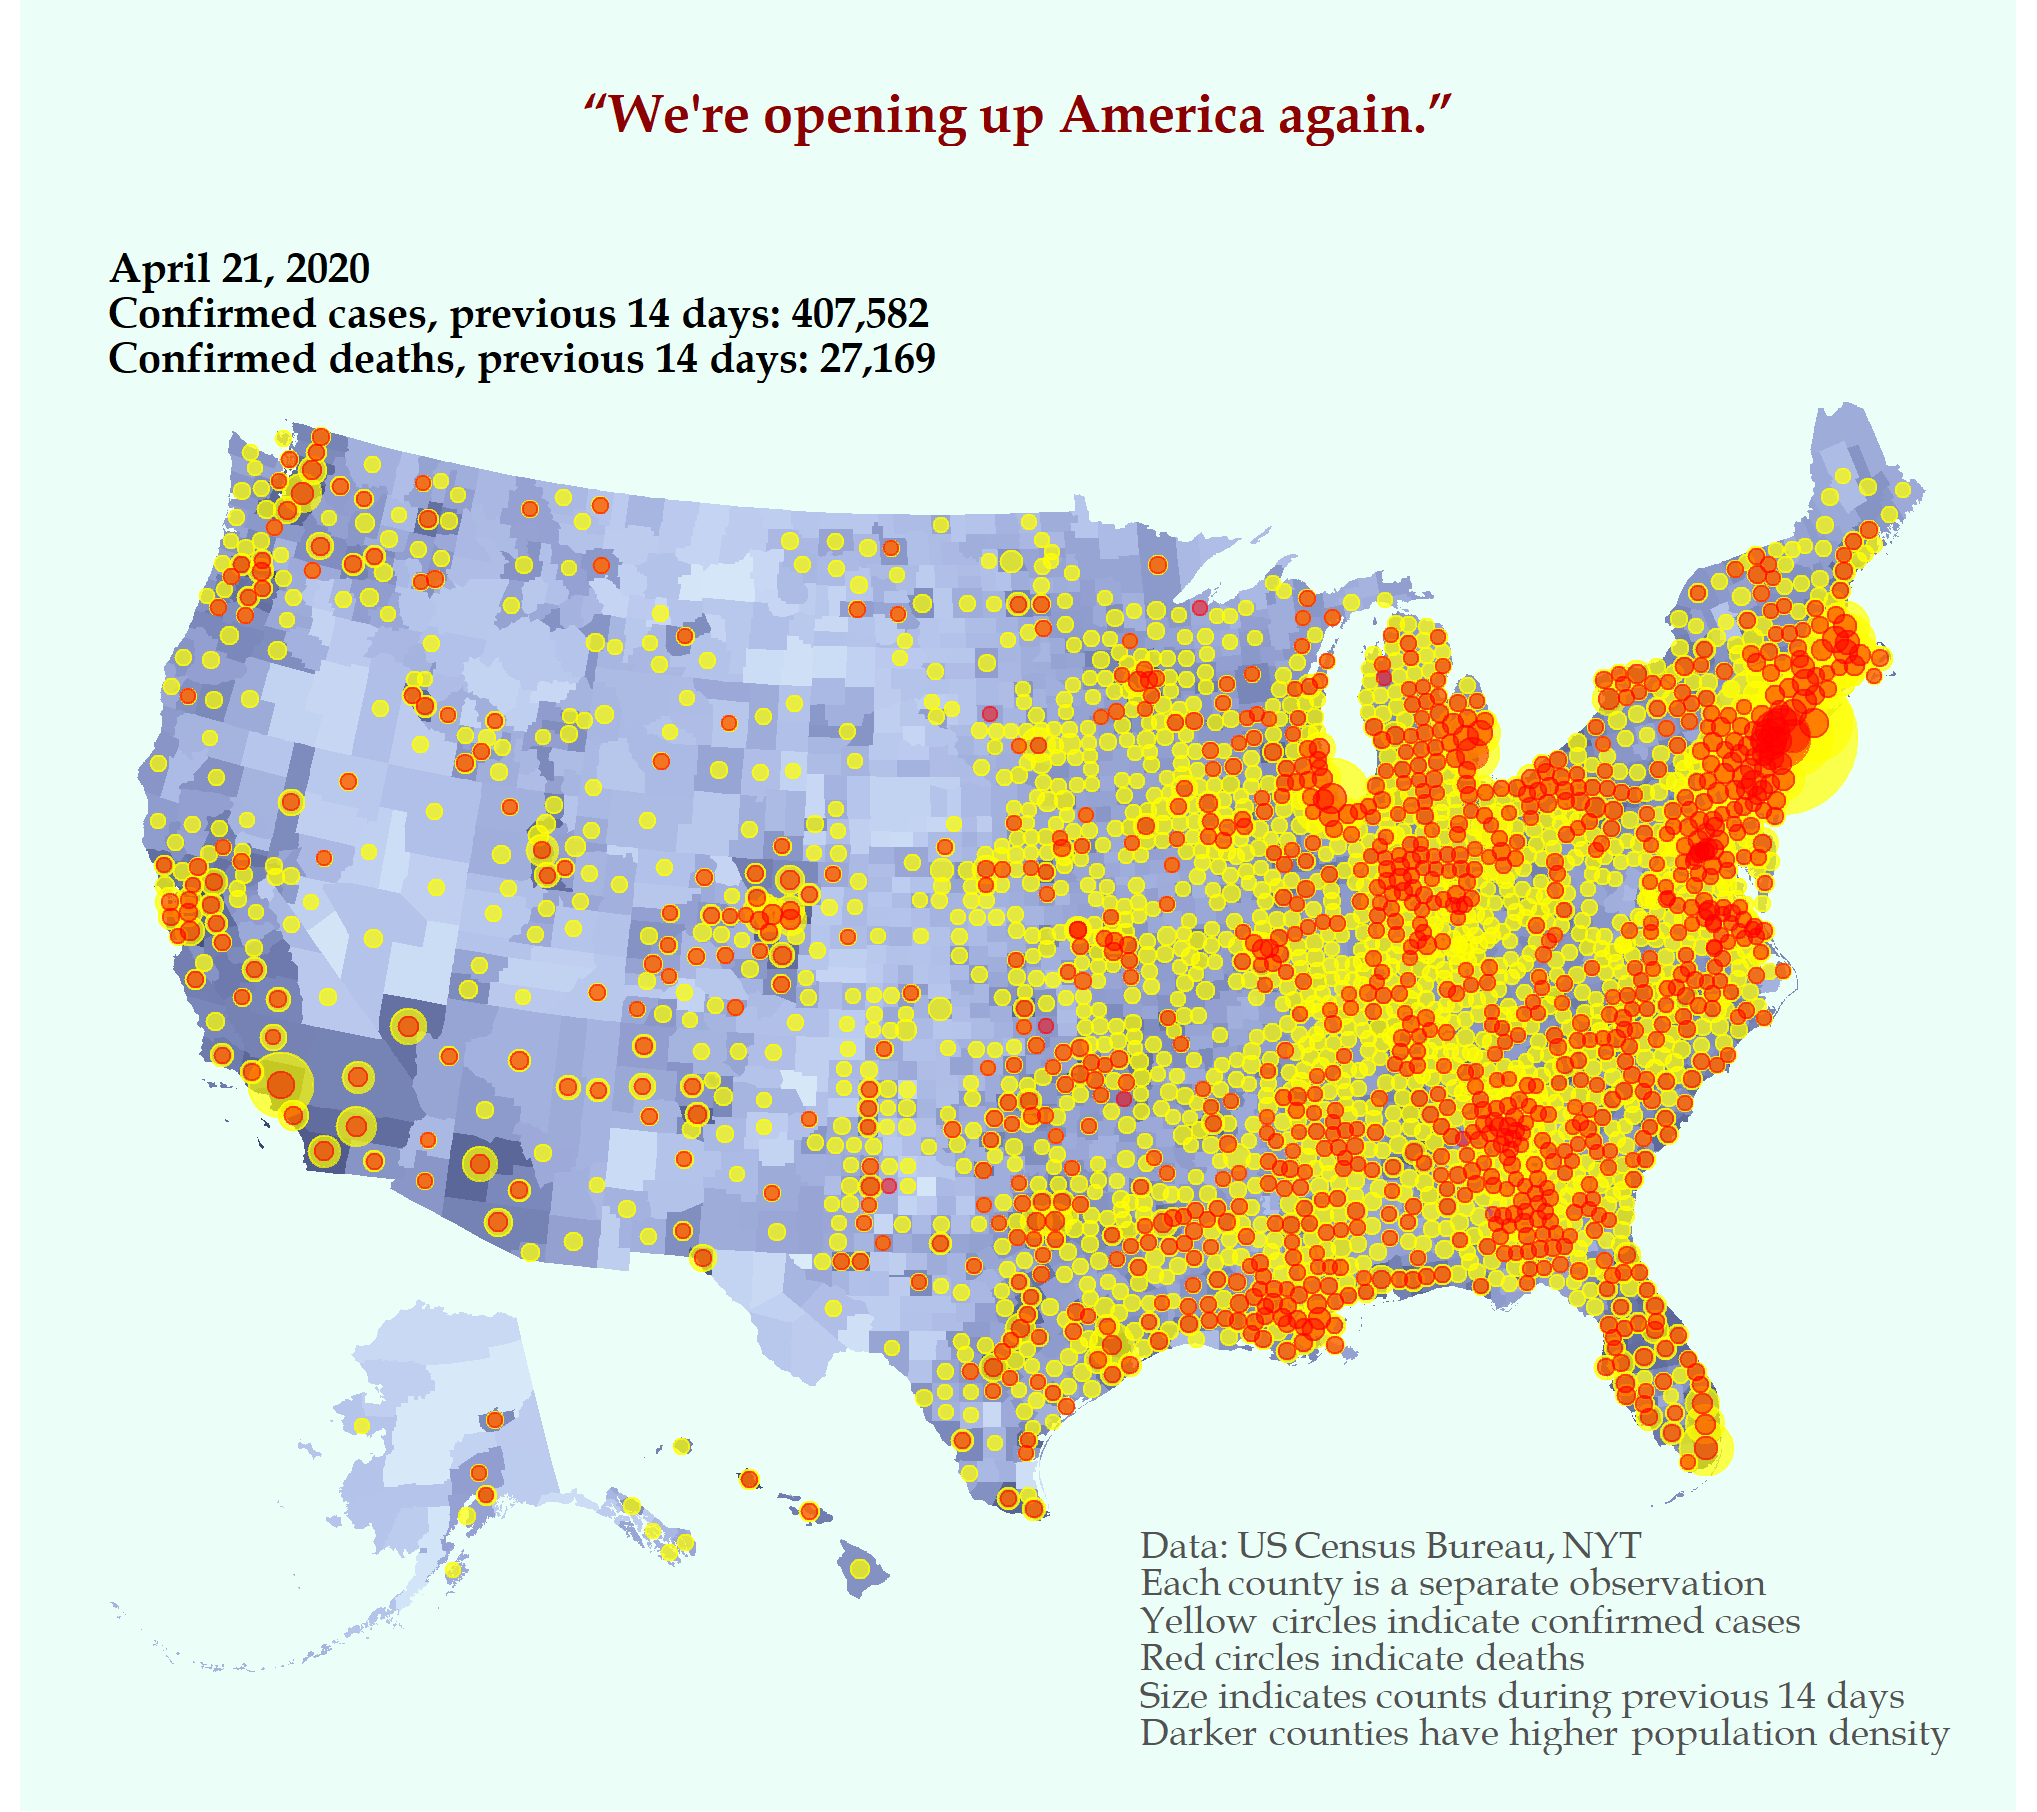 “We're opening up America again.”
April 21, 2020
Confirmed cases, previous 14 days: 407,582
Confirmed deaths, previous 14 days: 27,169
Data: US Census Bureau, NYT
Each county is a separate observation
Yellow circles indicate confirmed cases
Red circles indicate deaths
Size indicates counts during previous 14 days
Darker counties have higher population density